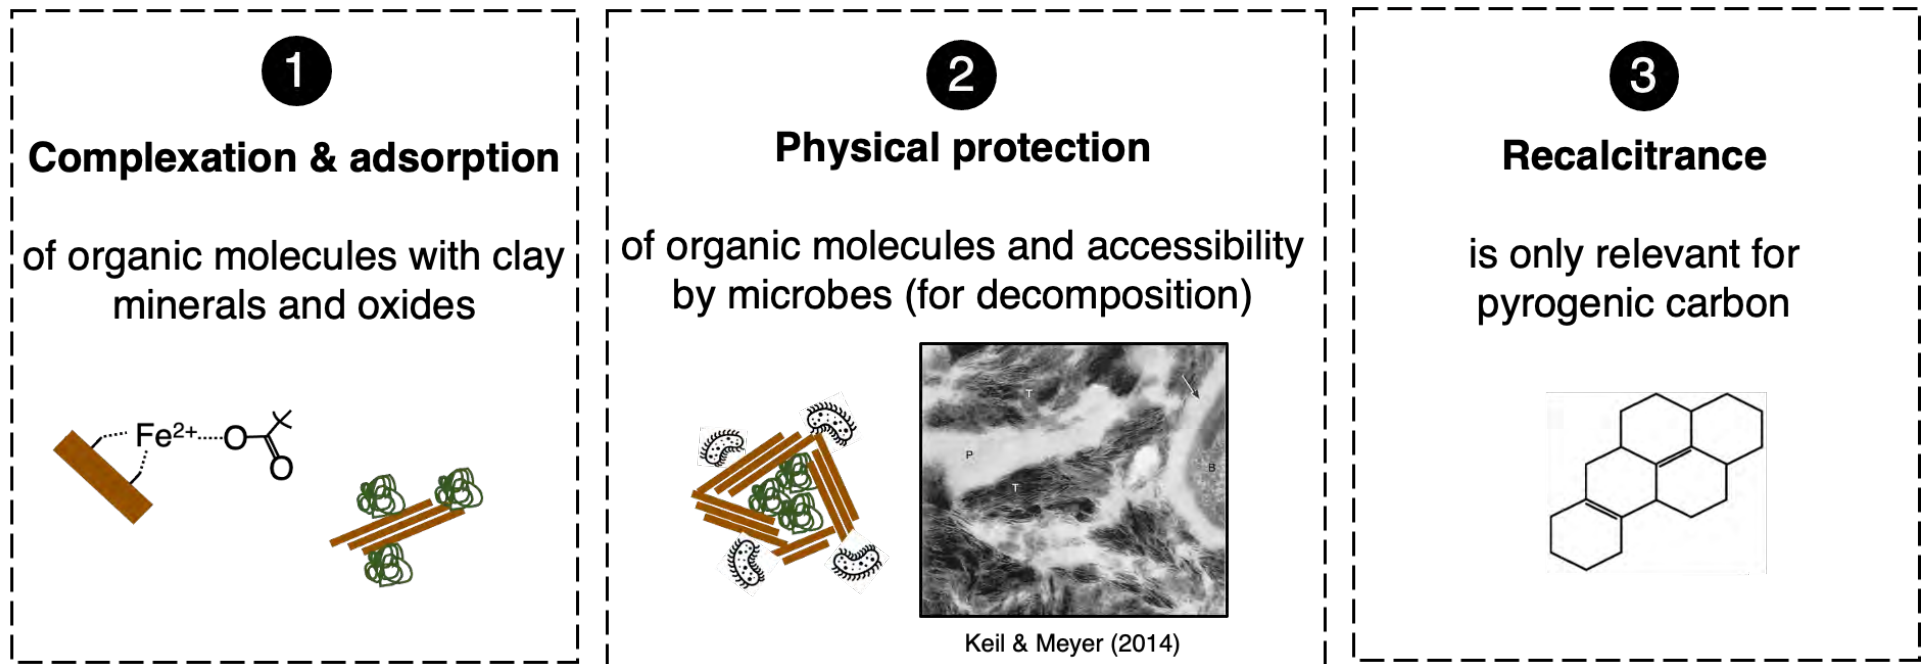 1
Complexation & adsorption
of organic molecules with clay
minerals and oxides
Fe²⁺
O
O
2
Physical protection
of organic molecules and accessibility
by microbes (for decomposition)
T
P
T
B
Keil & Meyer (2014)
3
Recalcitrance
is only relevant for
pyrogenic carbon